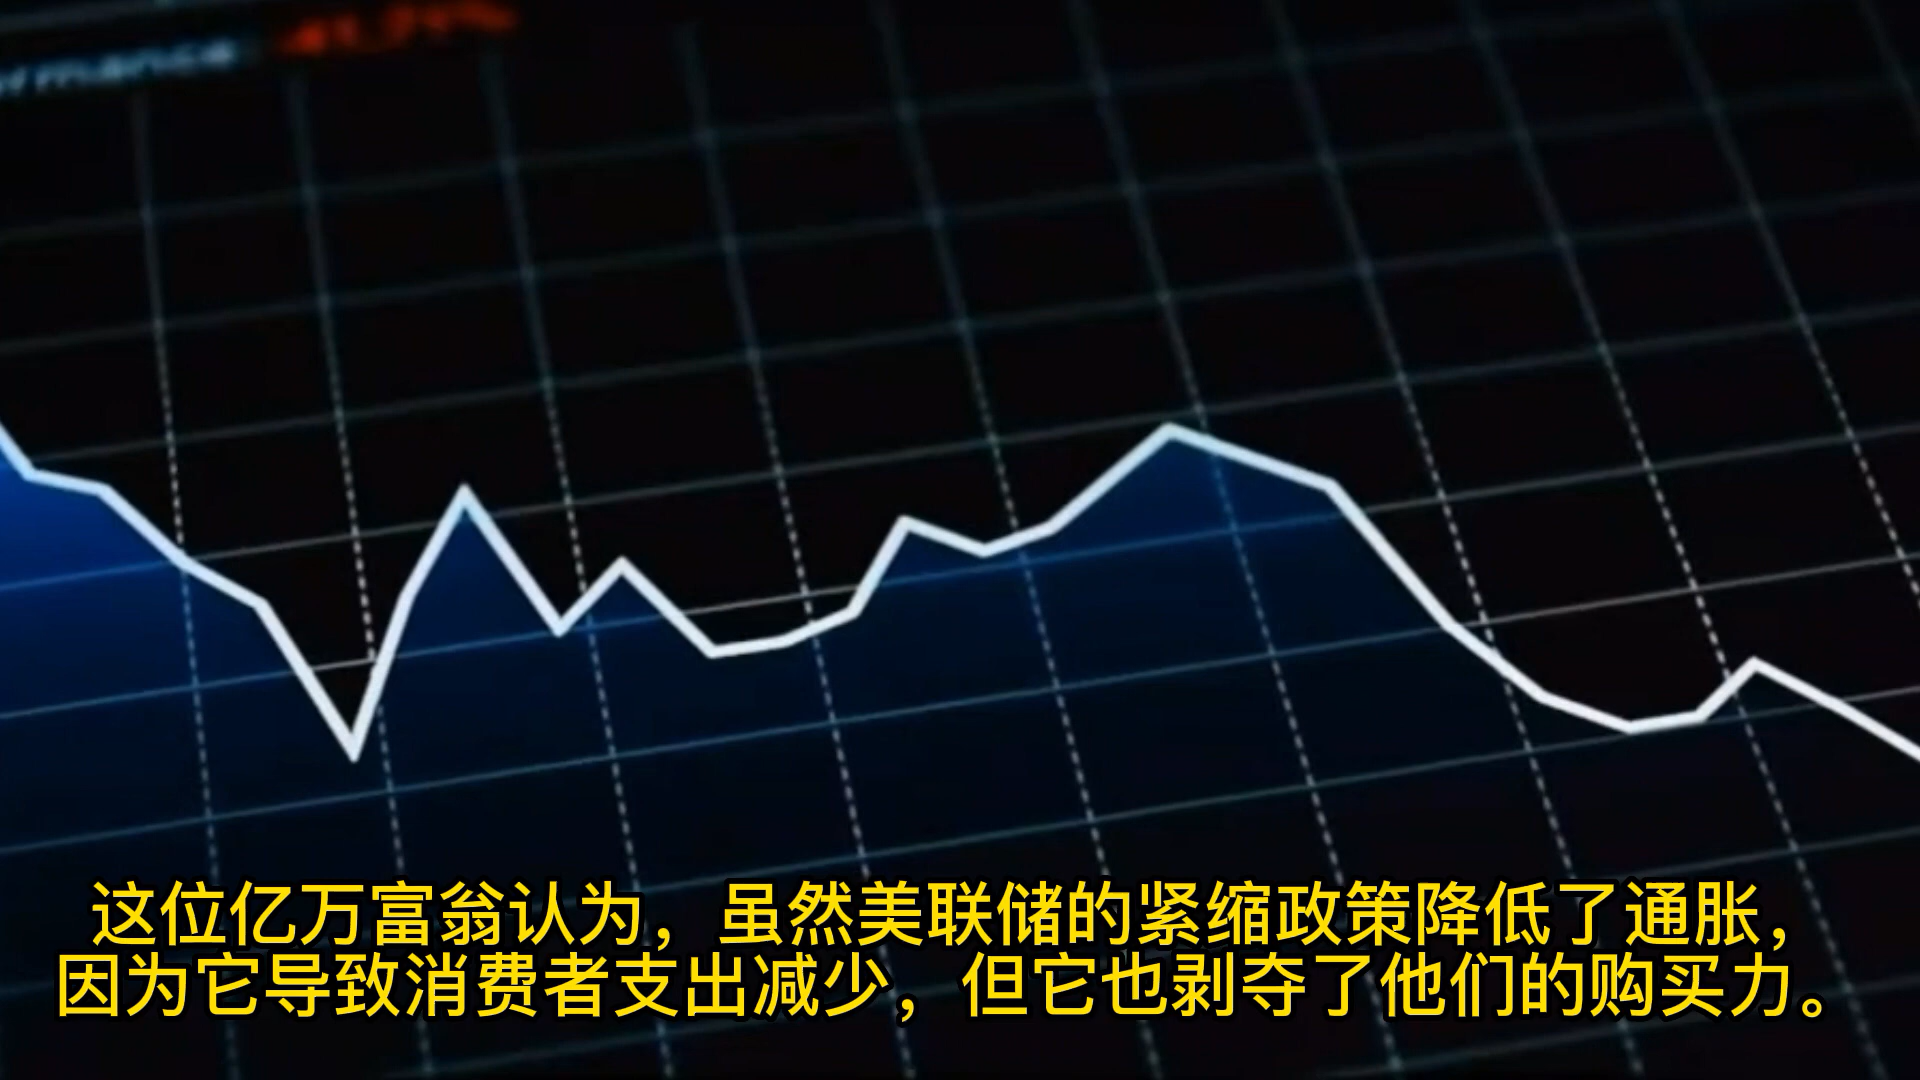 这位亿万富翁认为，虽然美联储的紧缩政策降低了通胀，
因为它导致消费者支出减少，但它也剥夺了他们的购买力。